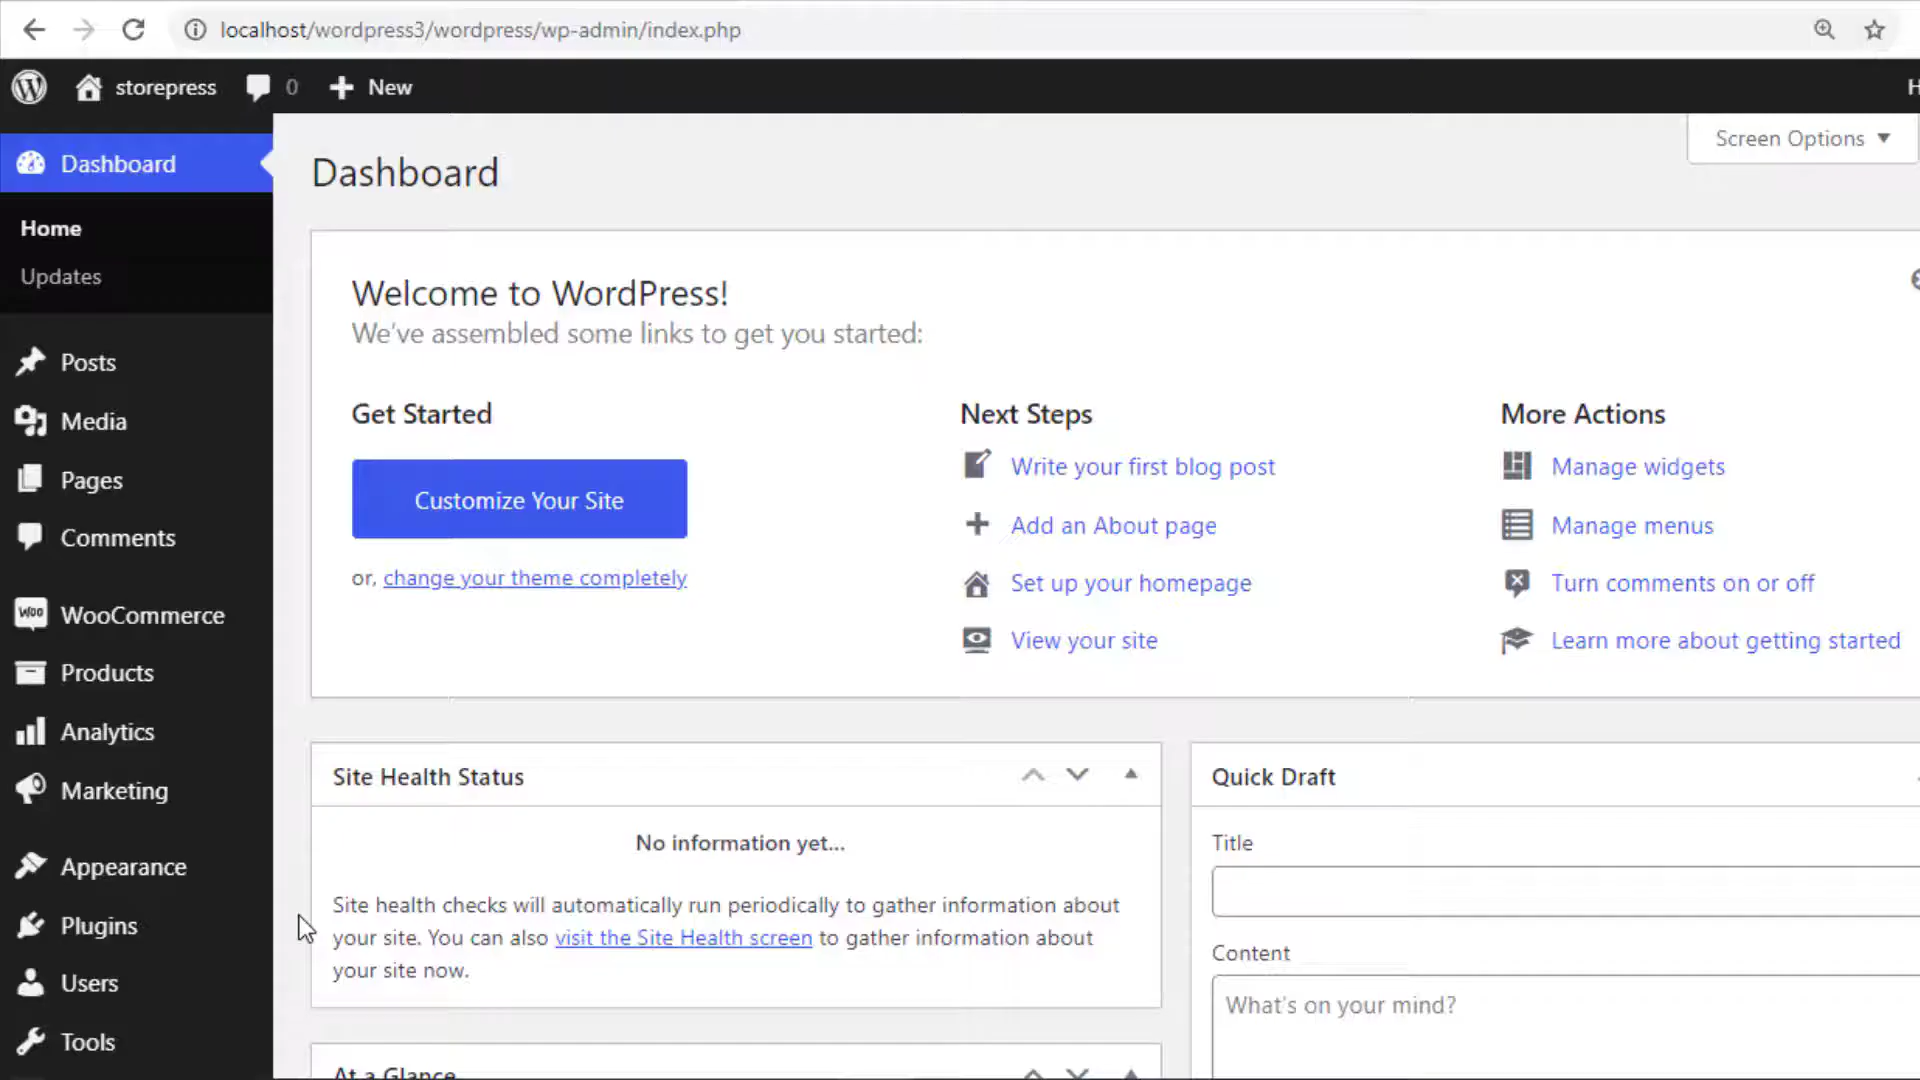 localhost/wordpress3/wordpress/wp-admin/index.php
storepress 0 New
Screen Options
Dashboard
Home
Updates
Posts
Media
Pages
Comments
WooCommerce
Products
Analytics
Marketing
Appearance
Plugins
Users
Tools
Dashboard
Welcome to WordPress!
We've assembled some links to get you started:
Get Started
Customize Your Site
or, change your theme completely
Next Steps
Write your first blog post
Add an About page
Set up your homepage
View your site
More Actions
Manage widgets
Manage menus
Turn comments on or off
Learn more about getting started
Site Health Status
No information yet...
Site health checks will automatically run periodically to gather information about
your site. You can also visit the Site Health screen to gather information about
your site now.
At a Glance
Quick Draft
Title
Content
What's on your mind?